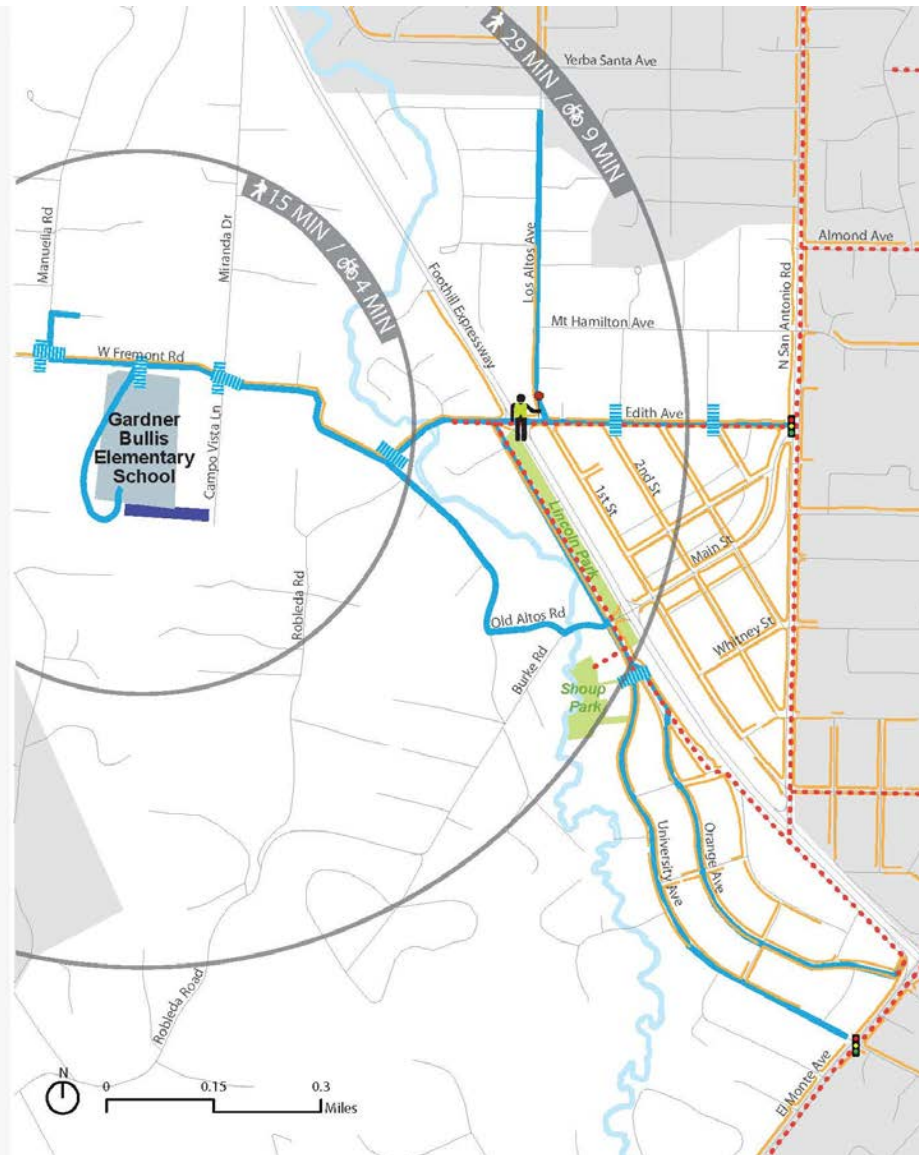 29 MIN / 9 MIN
Yerba Santa Ave
15 MIN / 4 MIN
Manuella Rd
Miranda Dr
Foothill Expressway
Los Altos Ave
N San Antonio Rd
Almond Ave
Mt Hamilton Ave
W Fremont Rd
Edith Ave
Gardner
Bullis
Elementary
School
Campo Vista Ln
2nd St
1st St
Lincoln Park
Main St
Robleda Rd
Old Altos Rd
Whitney St
Burke Rd
Shoup
Park
University Ave
Orange Ave
Robleda Road
El Monte Ave
N
0 0.15 0.3
Miles